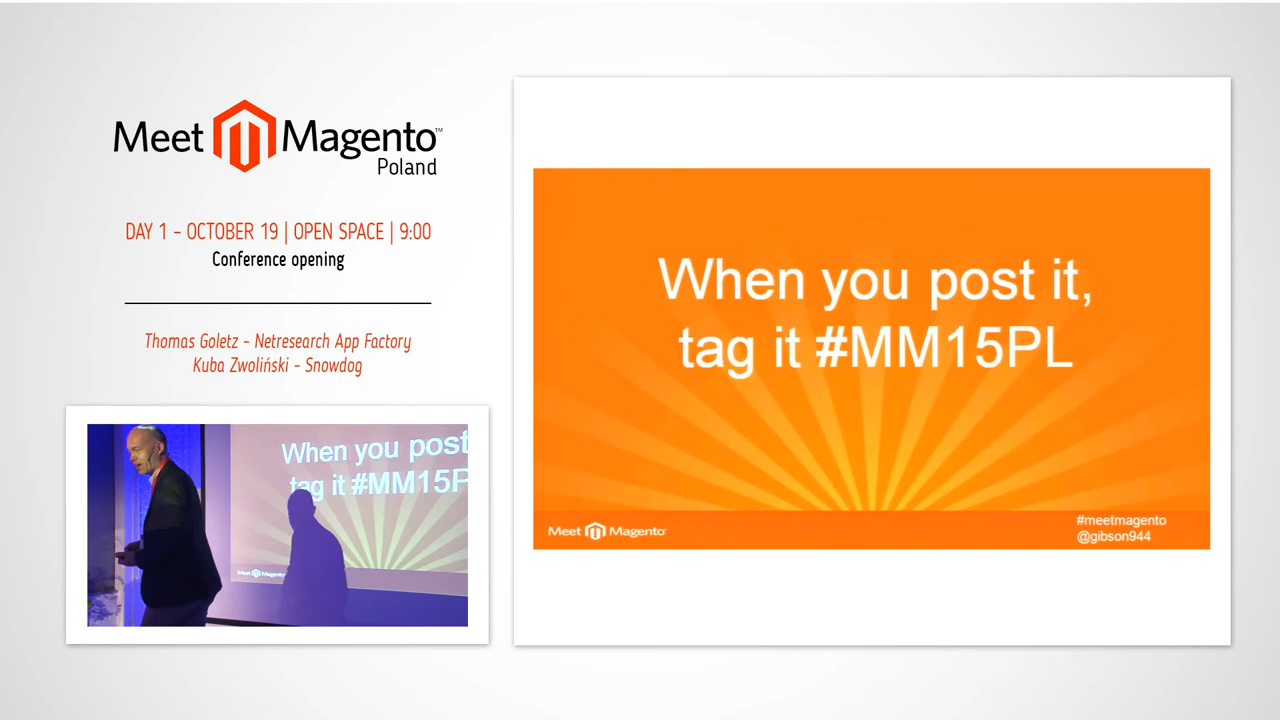 Meet Magento™
Poland
DAY 1 - OCTOBER 19 | OPEN SPACE | 9:00
Conference opening
Thomas Goletz - Netresearch App Factory
Kuba Zwoliński - Snowdog
When you post
tag it #MM15P
Meet Magento
When you post it,
tag it #MM15PL
Meet Magento
#meetmagento
@gibson944